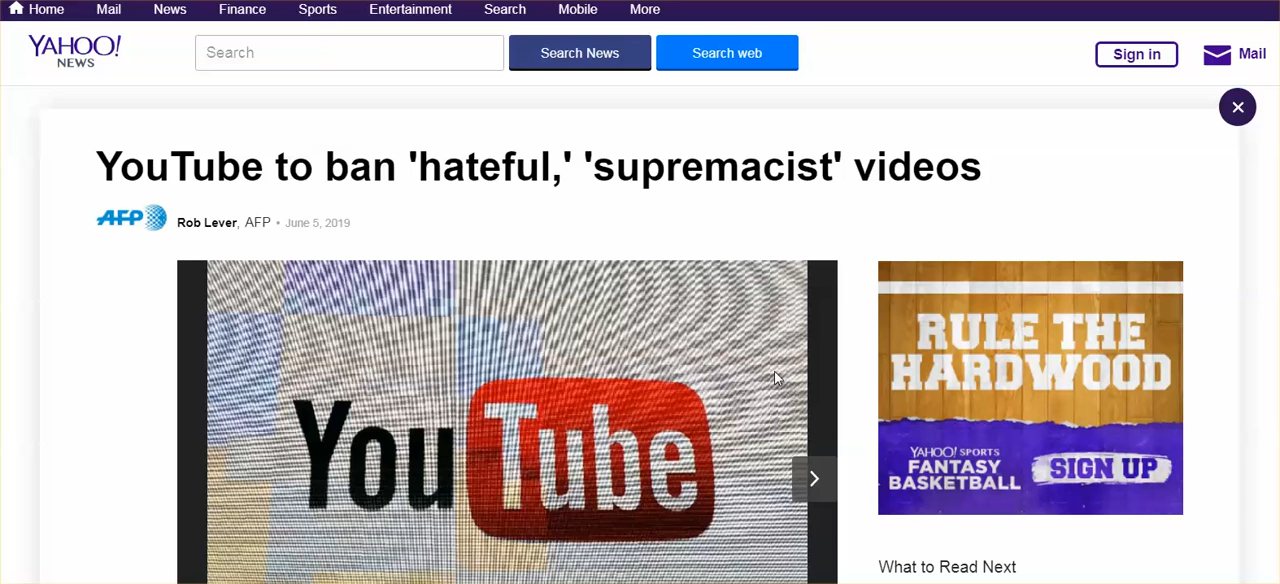 Home Mail News Finance Sports Entertainment Search Mobile More
YAHOO!
NEWS
Search
Search News
Search web
Sign in
Mail
YouTube to ban 'hateful,' 'supremacist' videos
AFP
Rob Lever, AFP • June 5, 2019
YouTube
RULE THE
HARDWOOD
YAHOO! SPORTS
FANTASY
BASKETBALL
SIGN UP
What to Read Next